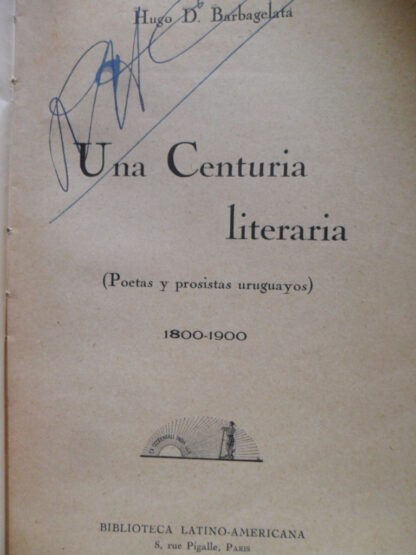 Hugo D. Barbagelata
Una Centuria
literaria
(Poetas y prosistas uruguayos)
1800-1900
BIBLIOTECA LATINO-AMERICANA
8, rue Pigalle, PARIS